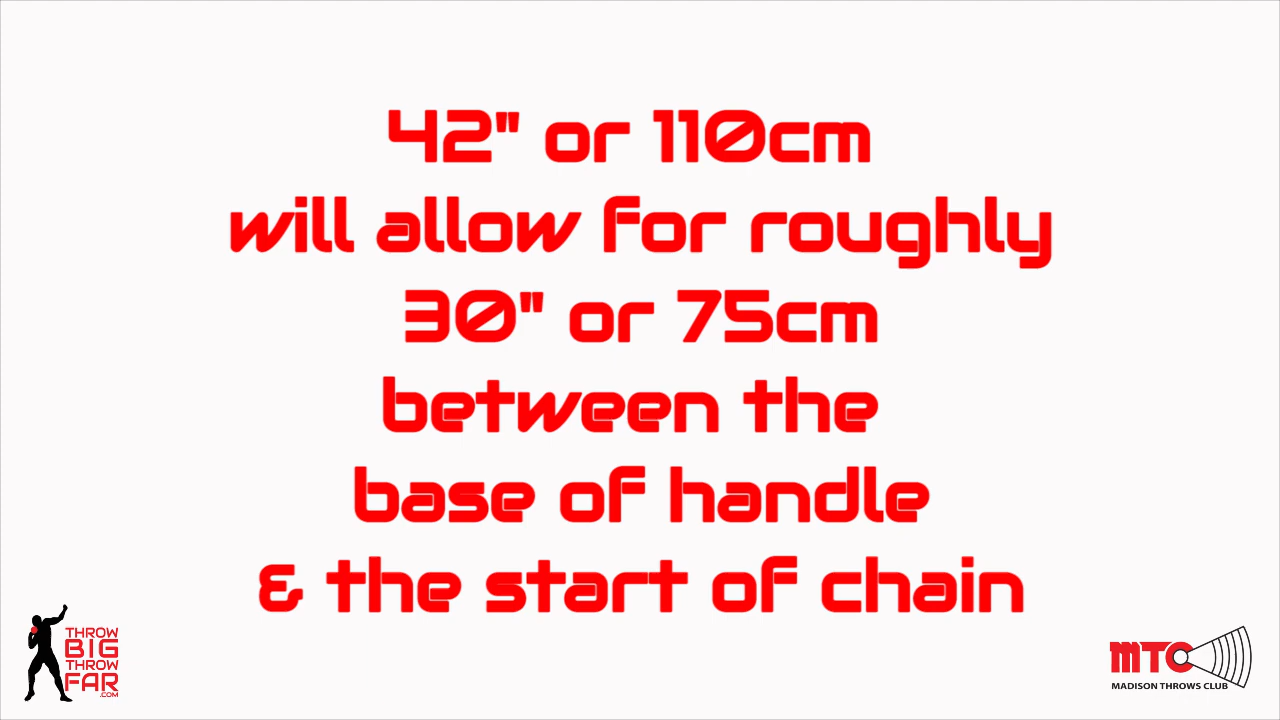 42" or 110cm
will allow for roughly
30" or 75cm
between the
base of handle
& the start of chain
THROW
BIG
THROW
FAR
.COM
MTC
MADISON THROWS CLUB